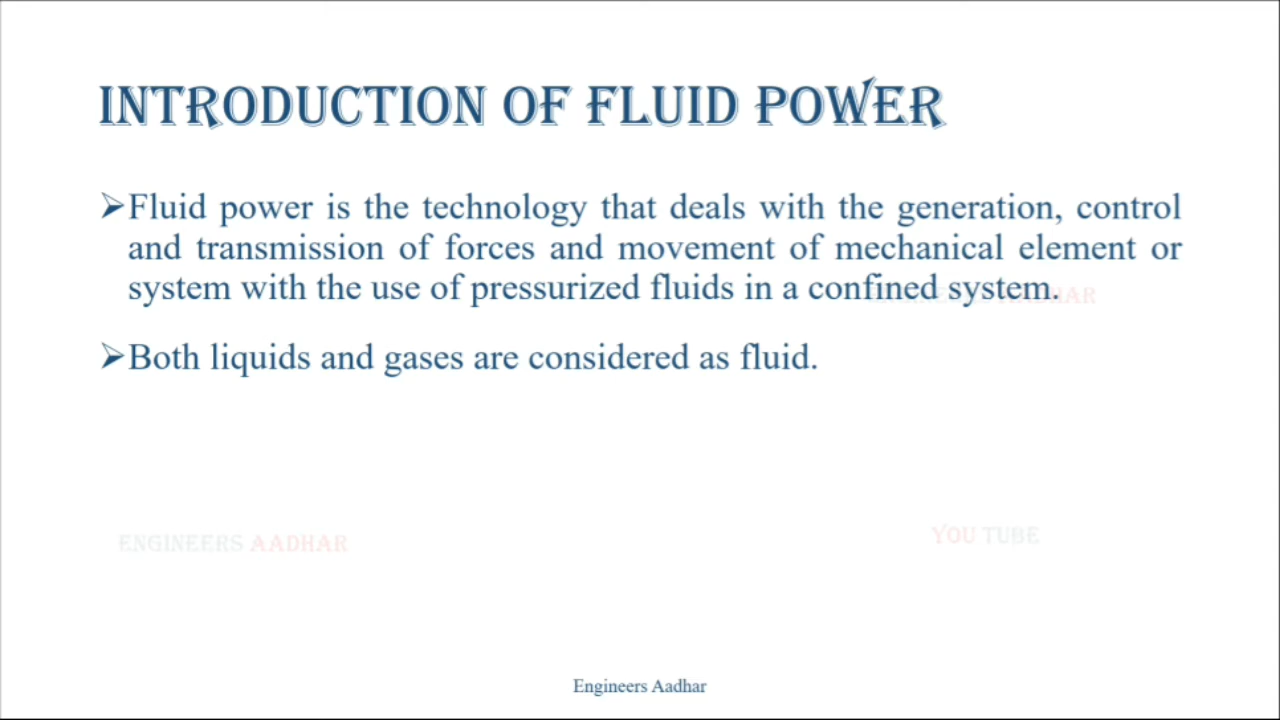 INTRODUCTION OF FLUID POWER
➢Fluid power is the technology that deals with the generation, control
and transmission of forces and movement of mechanical element or
system with the use of pressurized fluids in a confined system.
➢Both liquids and gases are considered as fluid.
ENGINEERS AADHAR
YOU TUBE
Engineers Aadhar